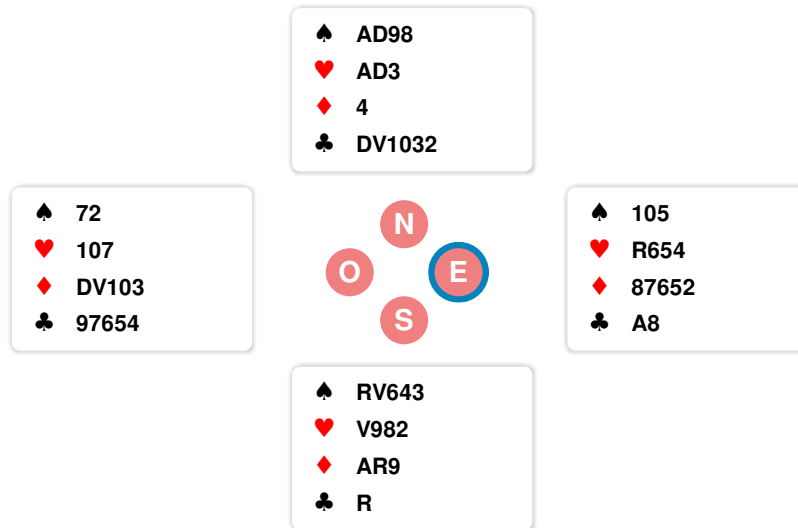 ♠ AD98
♥ AD3
♦ 4
♣ DV1032
♠ 72
♥ 107
♦ DV103
♣ 97654
N
O
E
S
♠ 105
♥ R654
♦ 87652
♣ A8
♠ RV643
♥ V982
♦ AR9
♣ R